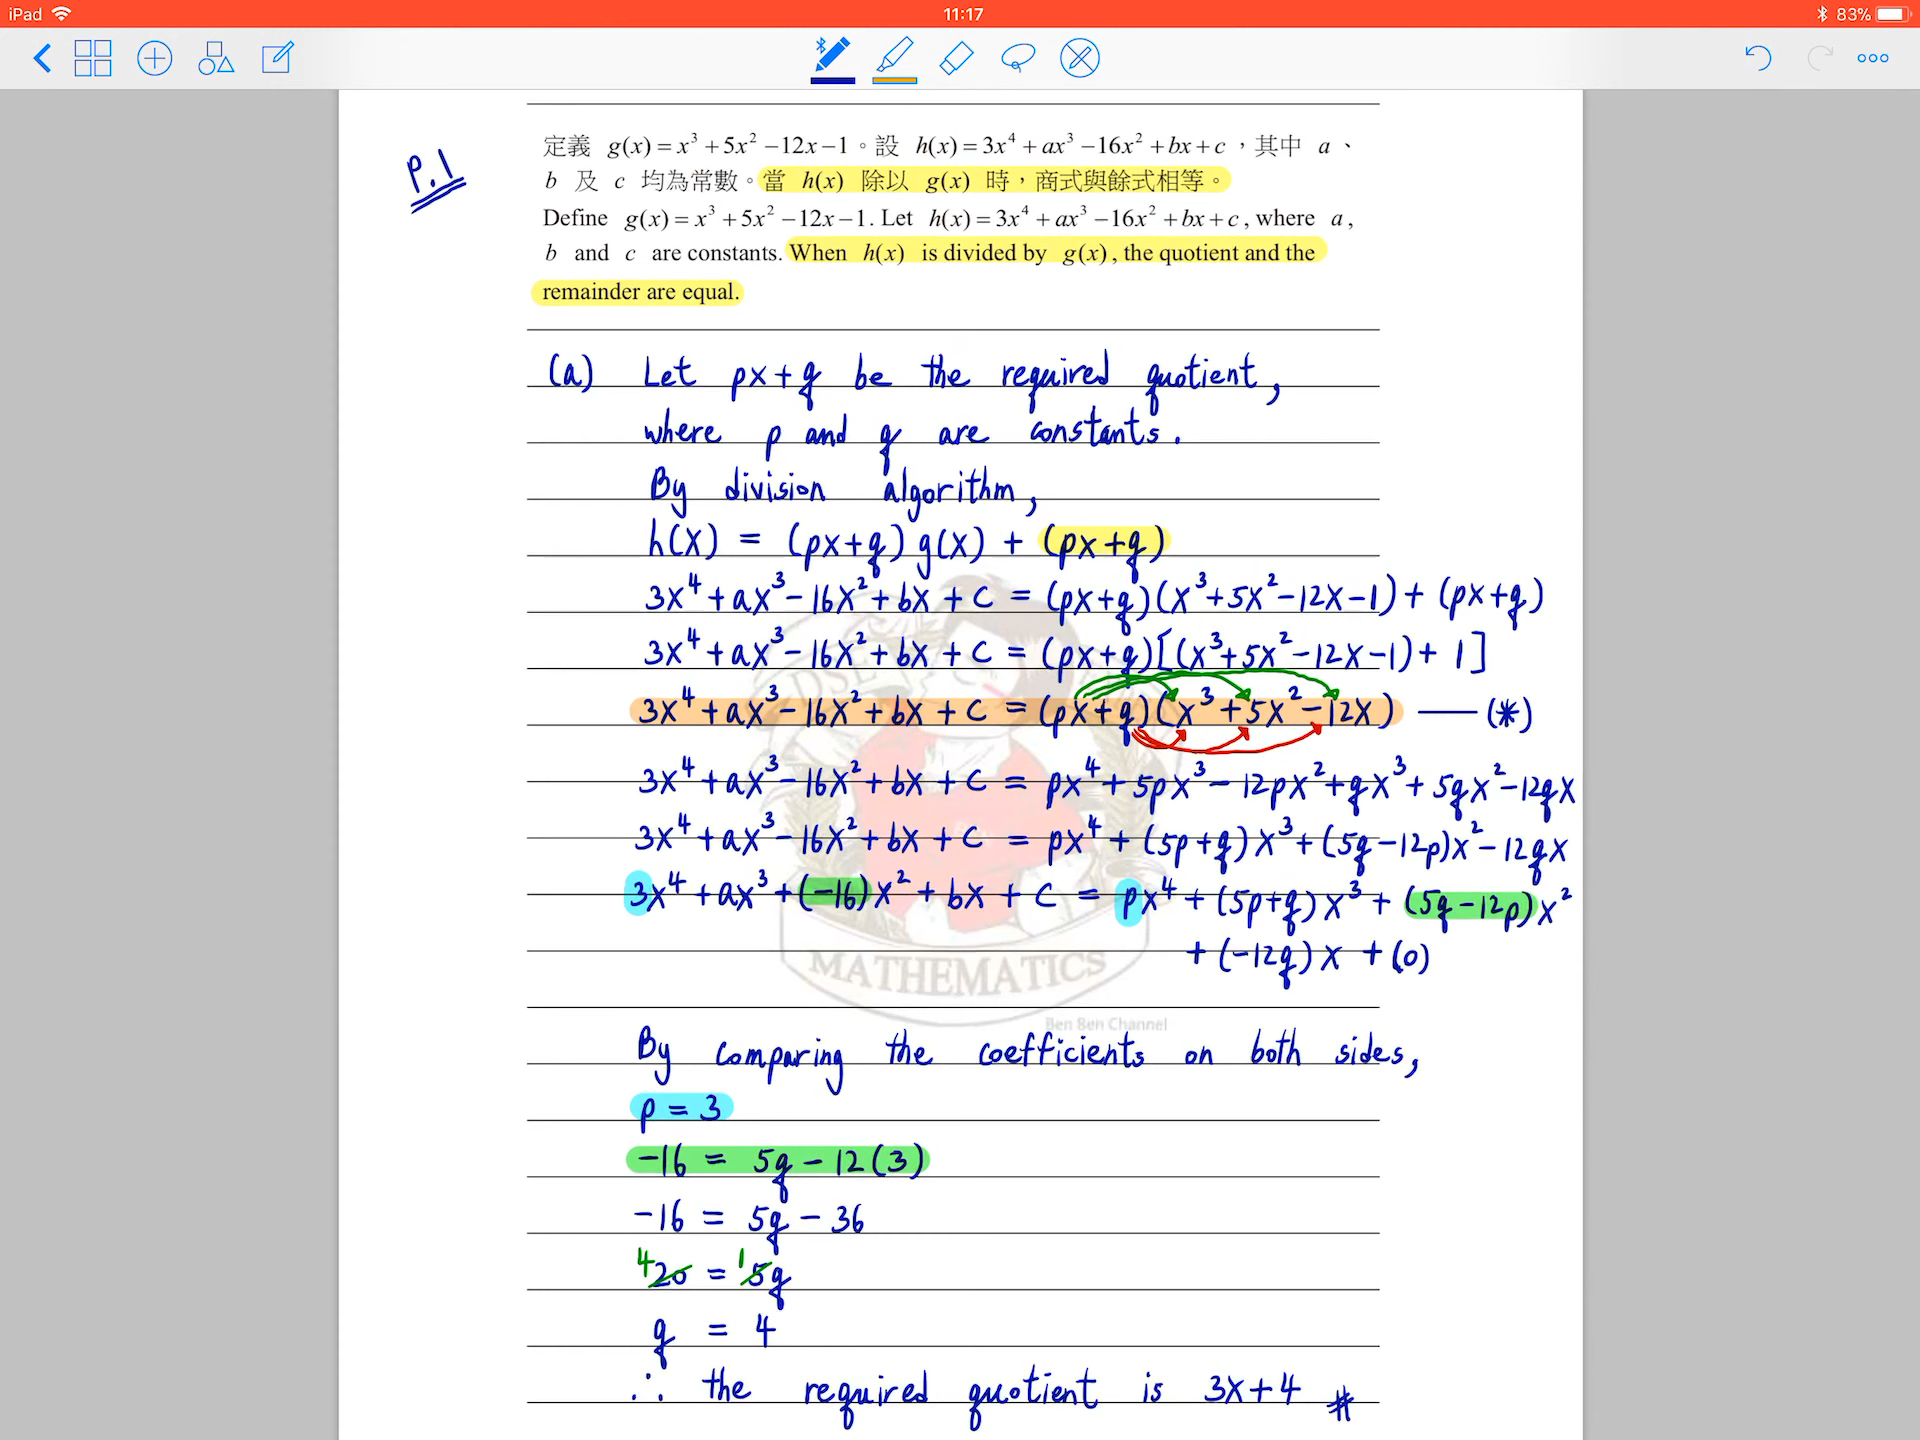 iPad 11:17 83%
定義 g(x) = x³ + 5x² − 12x − 1。設 h(x) = 3x⁴ + ax³ − 16x² + bx + c，其中 a、
b 及 c 均為常數。當 h(x) 除以 g(x) 時，商式與餘式相等。
P.1
Define g(x) = x³ + 5x² − 12x − 1. Let h(x) = 3x⁴ + ax³ − 16x² + bx + c, where a,
b and c are constants. When h(x) is divided by g(x), the quotient and the
remainder are equal.
(a) Let px+q be the required quotient,
where p and q are constants.
By division algorithm,
h(x) = (px+q) g(x) + (px+q)
3x⁴ + ax³ − 16x² + bx + c = (px+q)(x³+5x²−12x−1) + (px+q)
3x⁴ + ax³ − 16x² + bx + c = (px+q)[(x³+5x²−12x−1) + 1]
3x⁴ + ax³ − 16x² + bx + c = (px+q)(x³+5x²−12x) —— (*)
3x⁴ + ax³ − 16x² + bx + c = px⁴ + 5px³ − 12px² + qx³ + 5qx² − 12qx
3x⁴ + ax³ − 16x² + bx + c = px⁴ + (5p+q)x³ + (5q−12p)x² − 12qx
3x⁴ + ax³ + (−16)x² + bx + c = px⁴ + (5p+q)x³ + (5q−12p)x²
+ (−12q)x + (0)
DSE
MATHEMATICS
Ben Ben Channel
By comparing the coefficients on both sides,
p = 3
−16 = 5q − 12(3)
−16 = 5q − 36
4 20 = 1 5q
q = 4
∴ the required quotient is 3x+4 #